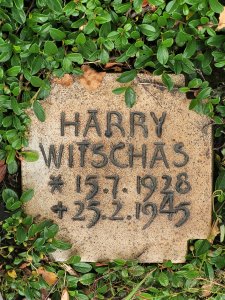 HARRY
WITSCHAS
* 15.7.1928
+ 25.2.1945